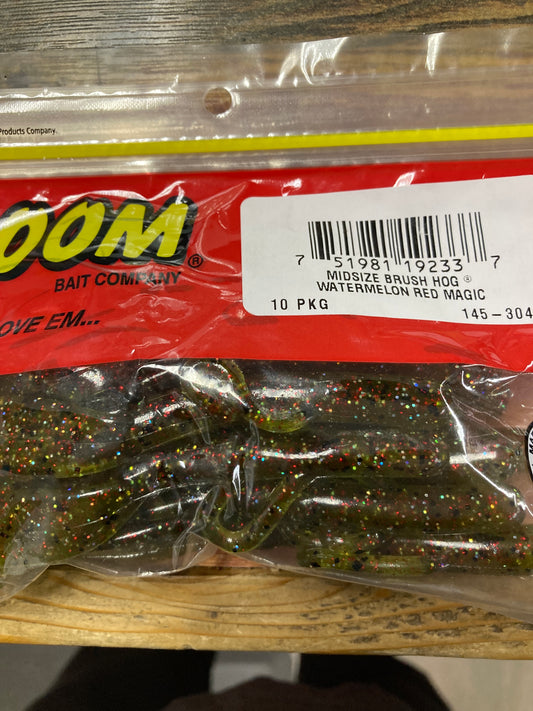 Products Company.
OOM®
BAIT COMPANY
OVE EM...
7 51981 19233 7
MIDSIZE BRUSH HOG ®
WATERMELON RED MAGIC
10 PKG 145-304
MA